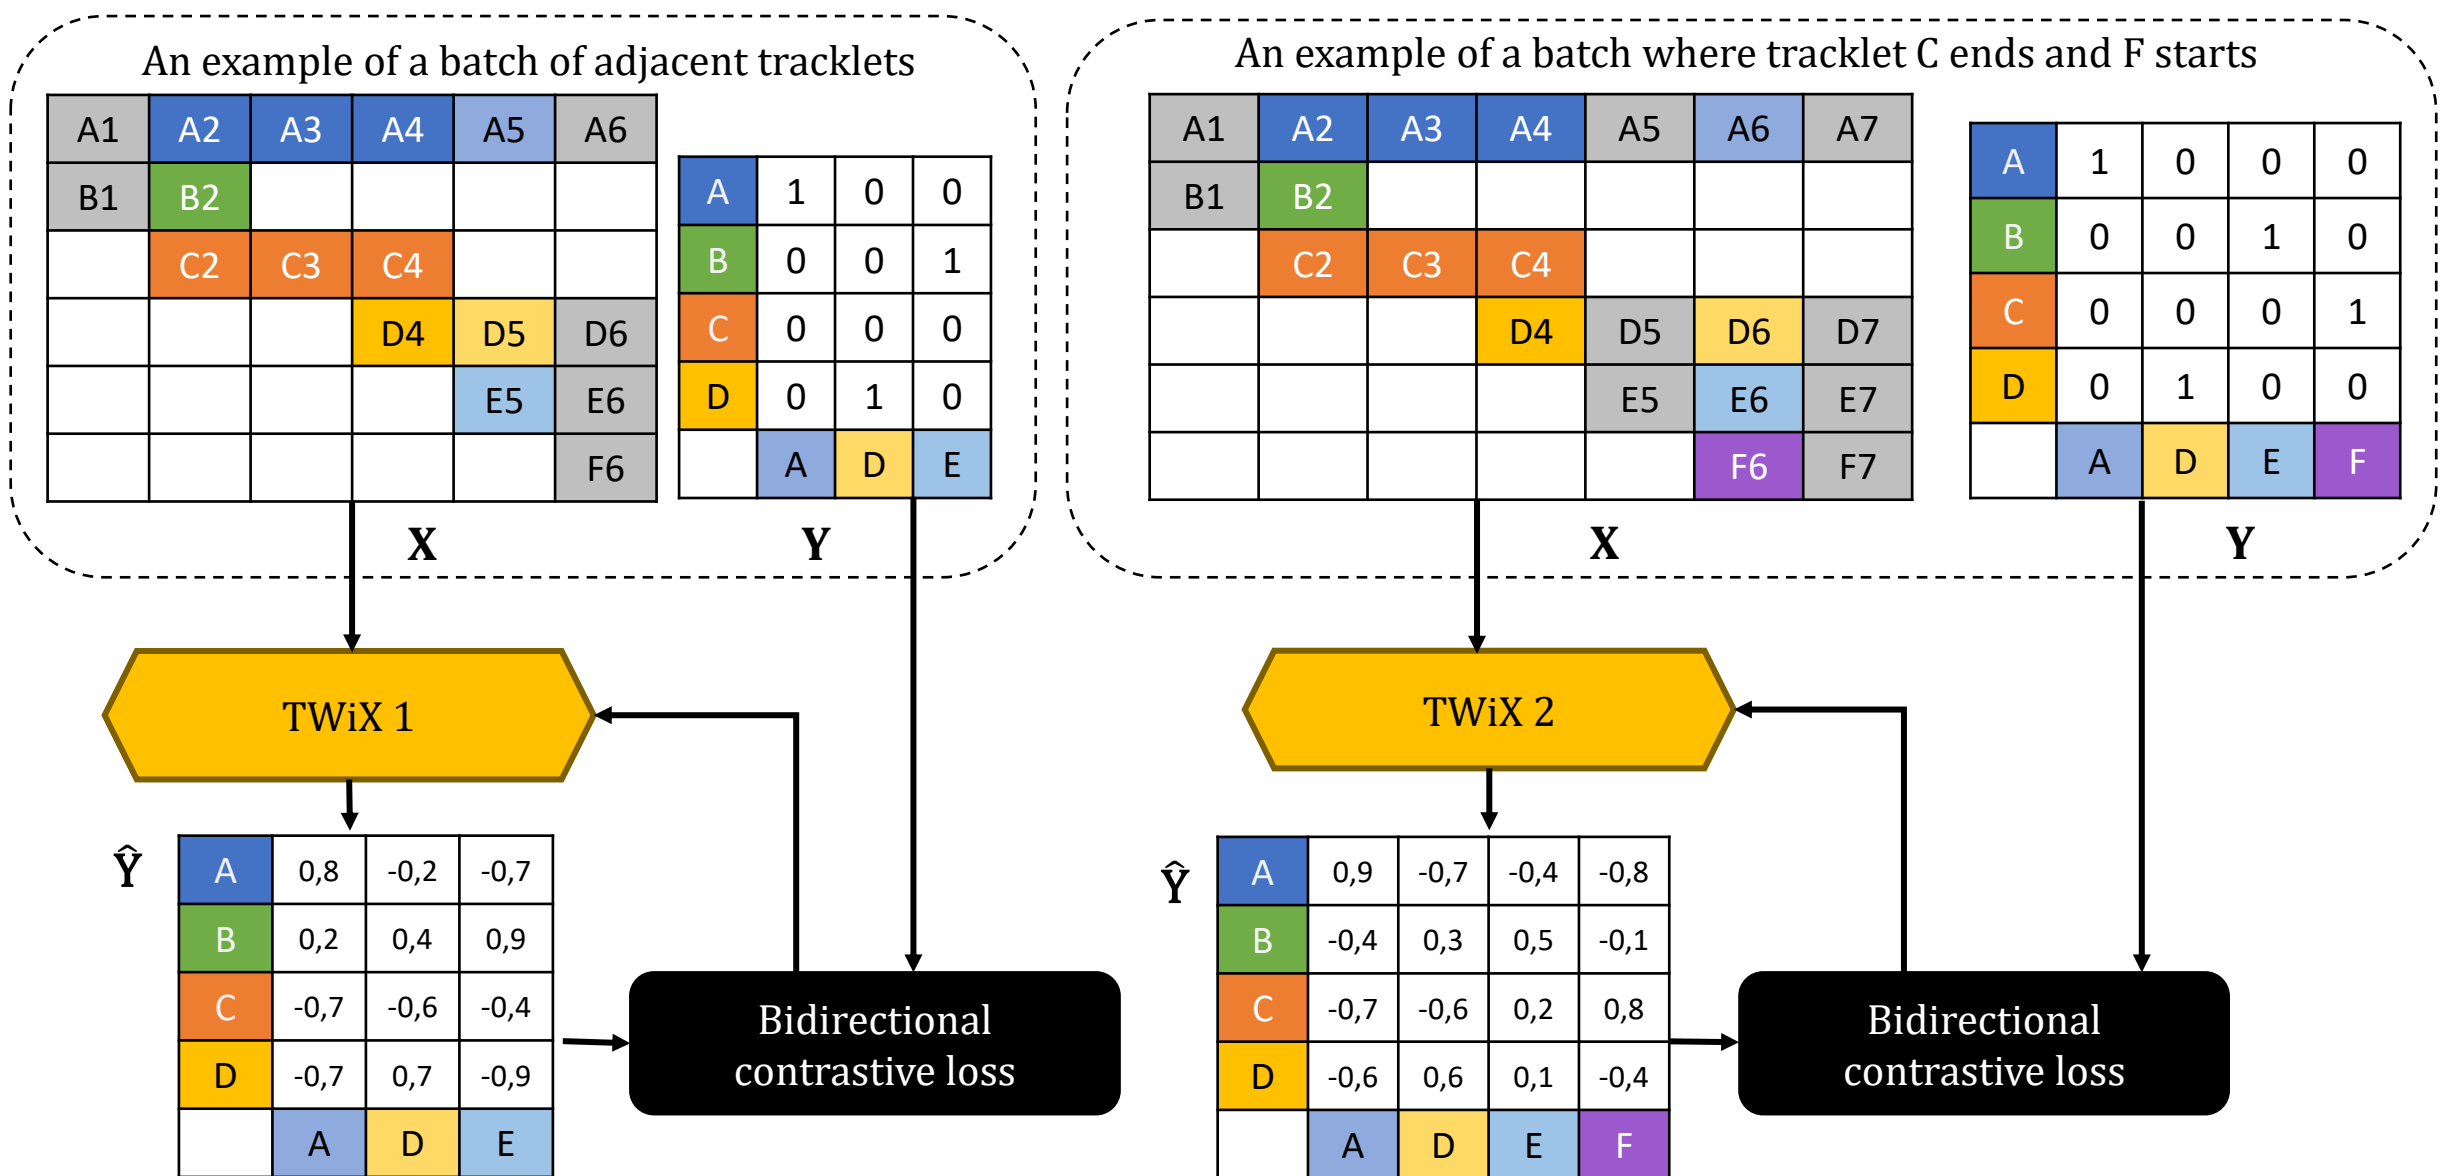 An example of a batch of adjacent tracklets
A1 A2 A3 A4 A5 A6
B1 B2
C2 C3 C4
D4 D5 D6
E5 E6
F6
A 1 0 0
B 0 0 1
C 0 0 0
D 0 1 0
A D E
X
Y
An example of a batch where tracklet C ends and F starts
A1 A2 A3 A4 A5 A6 A7
B1 B2
C2 C3 C4
D4 D5 D6 D7
E5 E6 E7
F6 F7
A 1 0 0 0
B 0 0 1 0
C 0 0 0 1
D 0 1 0 0
A D E F
X
Y
TWiX 1
Ŷ
A 0,8 -0,2 -0,7
B 0,2 0,4 0,9
C -0,7 -0,6 -0,4
D -0,7 0,7 -0,9
A D E
Bidirectional
contrastive loss
TWiX 2
Ŷ
A 0,9 -0,7 -0,4 -0,8
B -0,4 0,3 0,5 -0,1
C -0,7 -0,6 0,2 0,8
D -0,6 0,6 0,1 -0,4
A D E F
Bidirectional
contrastive loss